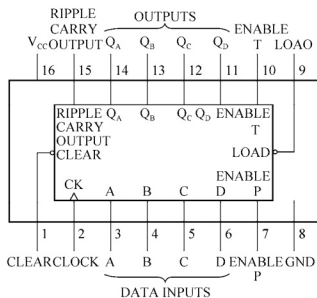 RIPPLE OUTPUTS
CARRY ENABLE
V_CC OUTPUT Q_A Q_B Q_C Q_D T LOAO
16 15 14 13 12 11 10 9
RIPPLE Q_A Q_B Q_C Q_D ENABLE
CARRY T
OUTPUT
CLEAR LOAD
ENABLE
CK A B C D P
1 2 3 4 5 6 7 8
CLEAR CLOCK A B C D ENABLE GND
P
DATA INPUTS